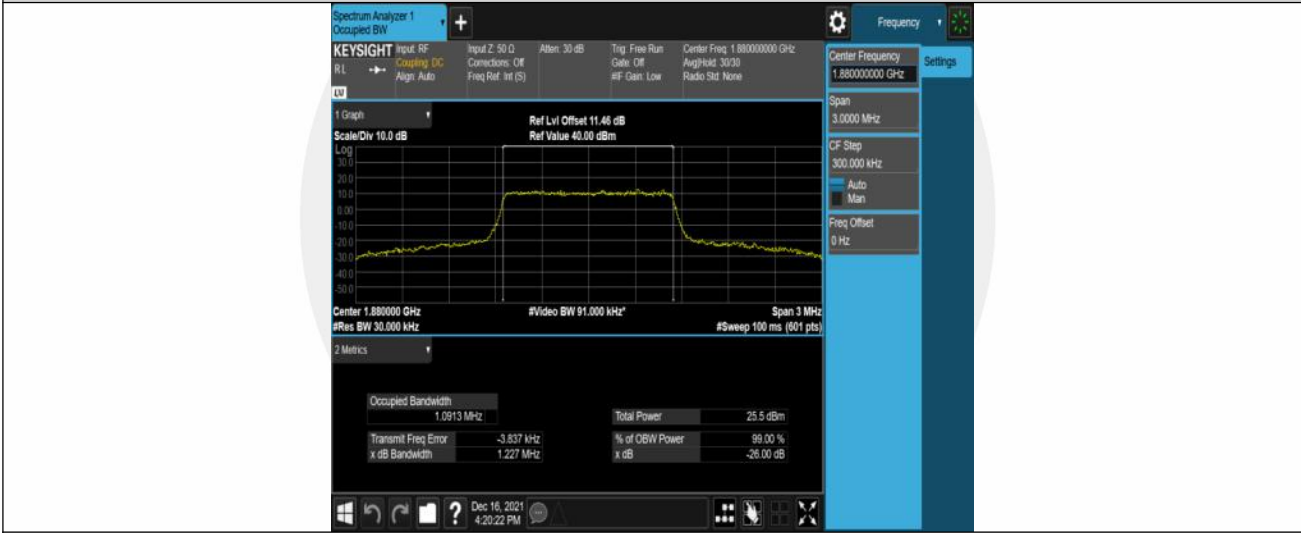 Spectrum Analyzer 1
Occupied BW
+
Frequency
KEYSIGHT
RL
Input: RF
Coupling: DC
Align: Auto
Input Z: 50 Ω
Corrections: Off
Freq Ref: Int (S)
Atten: 30 dB
Trig: Free Run
Gate: Off
#IF Gain: Low
Center Freq: 1.880000000 GHz
Avg|Hold: 30/30
Radio Std: None
Center Frequency
1.880000000 GHz
Settings
Span
3.0000 MHz
CF Step
300.000 kHz
Auto
Man
Freq Offset
0 Hz
1 Graph
Scale/Div 10.0 dB
Ref Lvl Offset 11.46 dB
Ref Value 40.00 dBm
Log
30.0
20.0
10.0
0.00
-10.0
-20.0
-30.0
-40.0
-50.0
Center 1.880000 GHz
#Video BW 91.000 kHz*
Span 3 MHz
#Res BW 30.000 kHz
#Sweep 100 ms (601 pts)
2 Metrics
Occupied Bandwidth
1.0913 MHz
Total Power 25.5 dBm
Transmit Freq Error -3.837 kHz
% of OBW Power 99.00 %
x dB Bandwidth 1.227 MHz
x dB -26.00 dB
?
Dec 16, 2021
4:20:22 PM